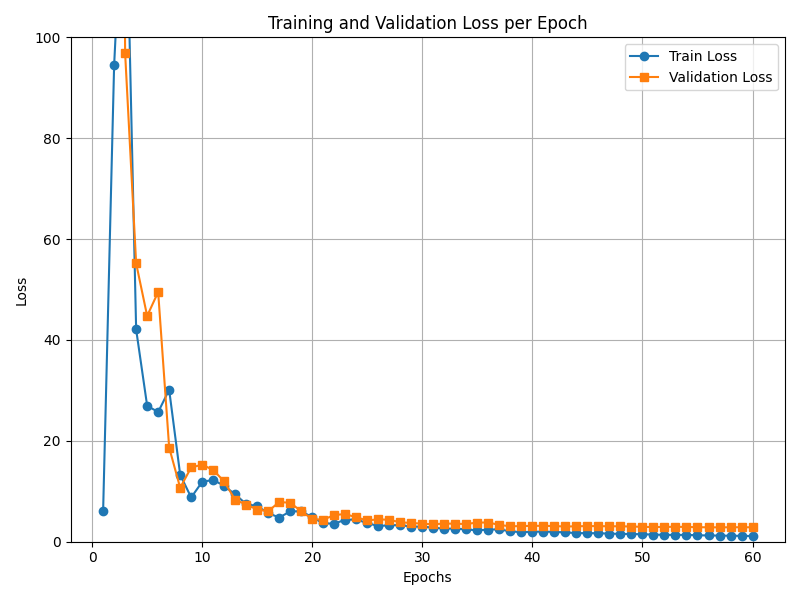 Training and Validation Loss per Epoch
Train Loss
Validation Loss
100
80
60
40
20
0
Loss
0 10 20 30 40 50 60
Epochs